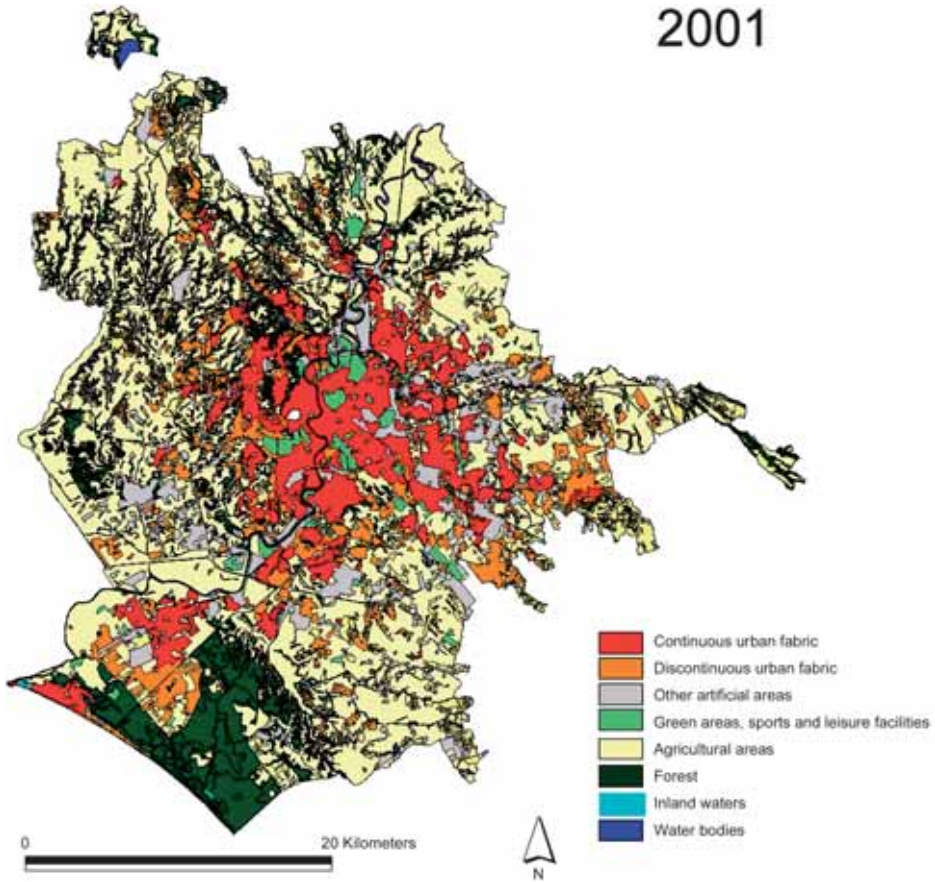 2001
Continuous urban fabric
Discontinuous urban fabric
Other artificial areas
Green areas, sports and leisure facilities
Agricultural areas
Forest
Inland waters
Water bodies
0 20 Kilometers
N